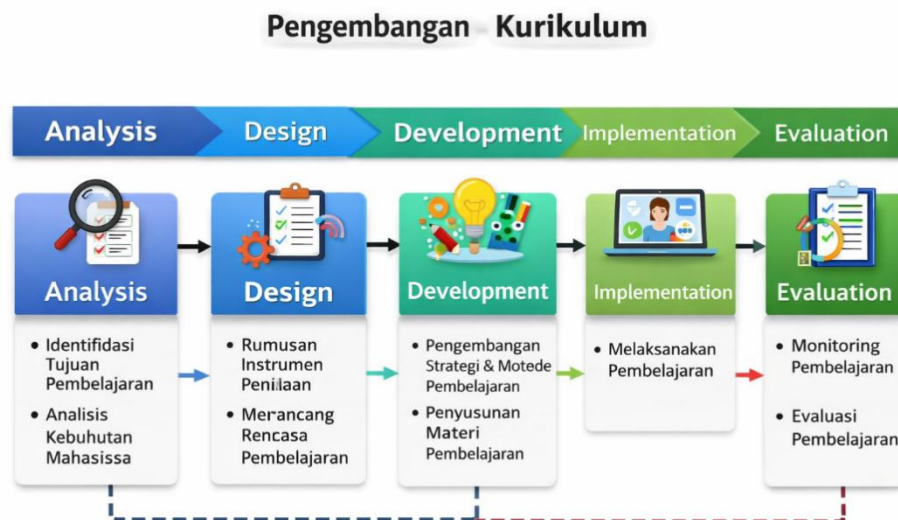 Pengembangan Kurikulum
Analysis
Design
Development
Implementation
Evaluation
Analysis
Design
Development
Implementation
Evaluation
• Identifidasi
Tujuan
Pembelajaran
• Analisis
Kebuhutan
Mahasissa
• Rumusan
Instrumen
Penilaan
• Merancang
Rencasa
Pembelajaran
• Pengembangan
Strategi & Motede
Pembelajaran
• Penyusunan
Materi
Pembelajaran
• Melaksanakan
Pembelajaran
• Monitoring
Pembelajaran
• Evaluasi
Pembelajaran